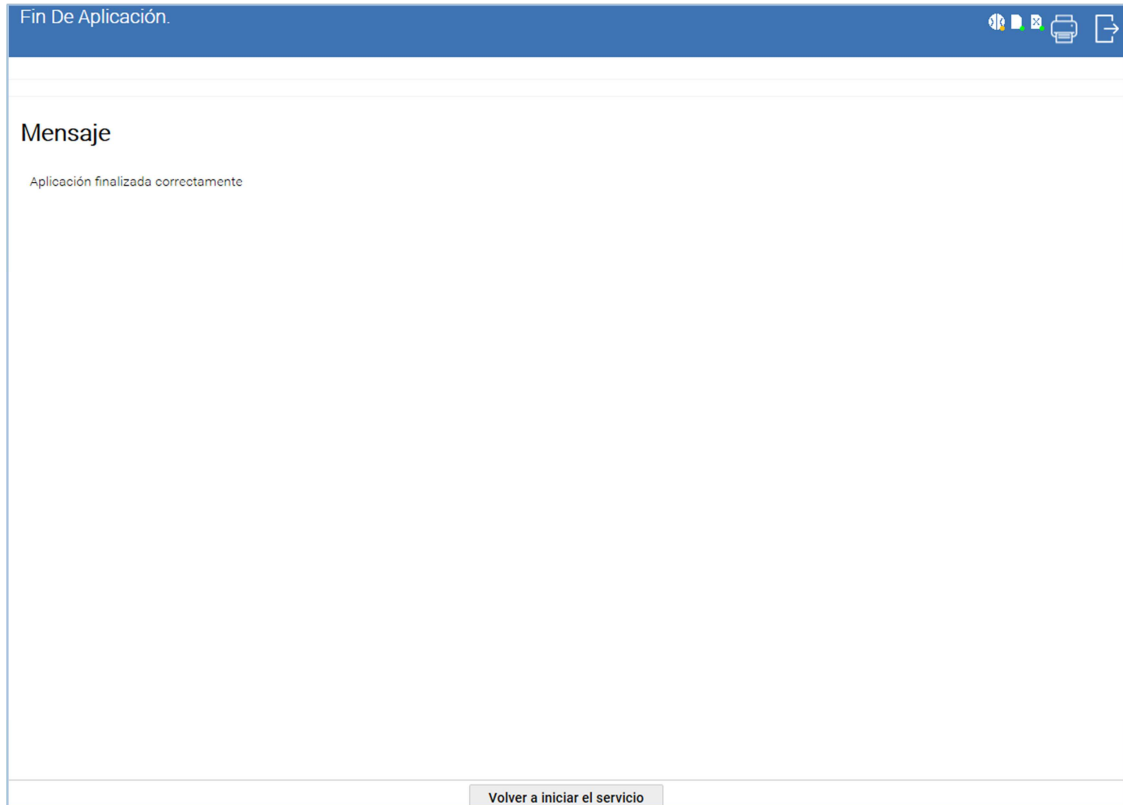 Fin De Aplicación.
Mensaje
Aplicación finalizada correctamente
Volver a iniciar el servicio